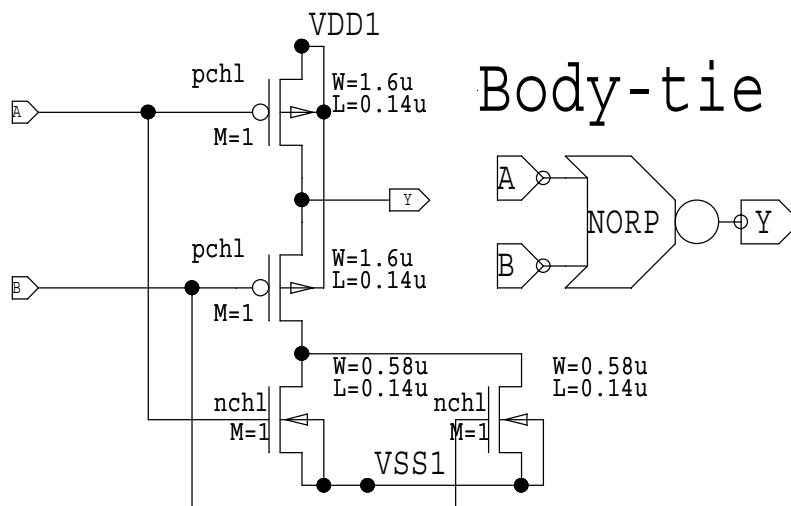 VDD1
pchl
W=1.6u
L=0.14u
A
M=1
Body-tie
Y
A
NORP
Y
B
pchl
W=1.6u
L=0.14u
B
M=1
W=0.58u
L=0.14u
W=0.58u
L=0.14u
nchl
M=1
nchl
M=1
VSS1